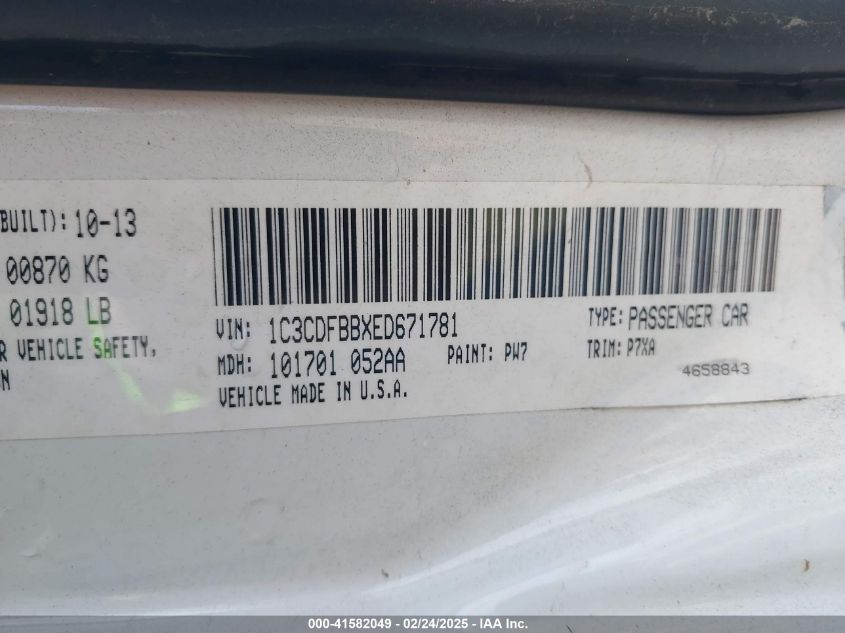 BUILT): 10-13
00870 KG
01918 LB
R VEHICLE SAFETY,
N
VIN: 1C3CDFBBXED671781
TYPE: PASSENGER CAR
MDH: 101701 052AA
PAINT: PW7
TRIM: P7XA
VEHICLE MADE IN U.S.A.
4658843
000-41582049 - 02/24/2025 - IAA Inc.